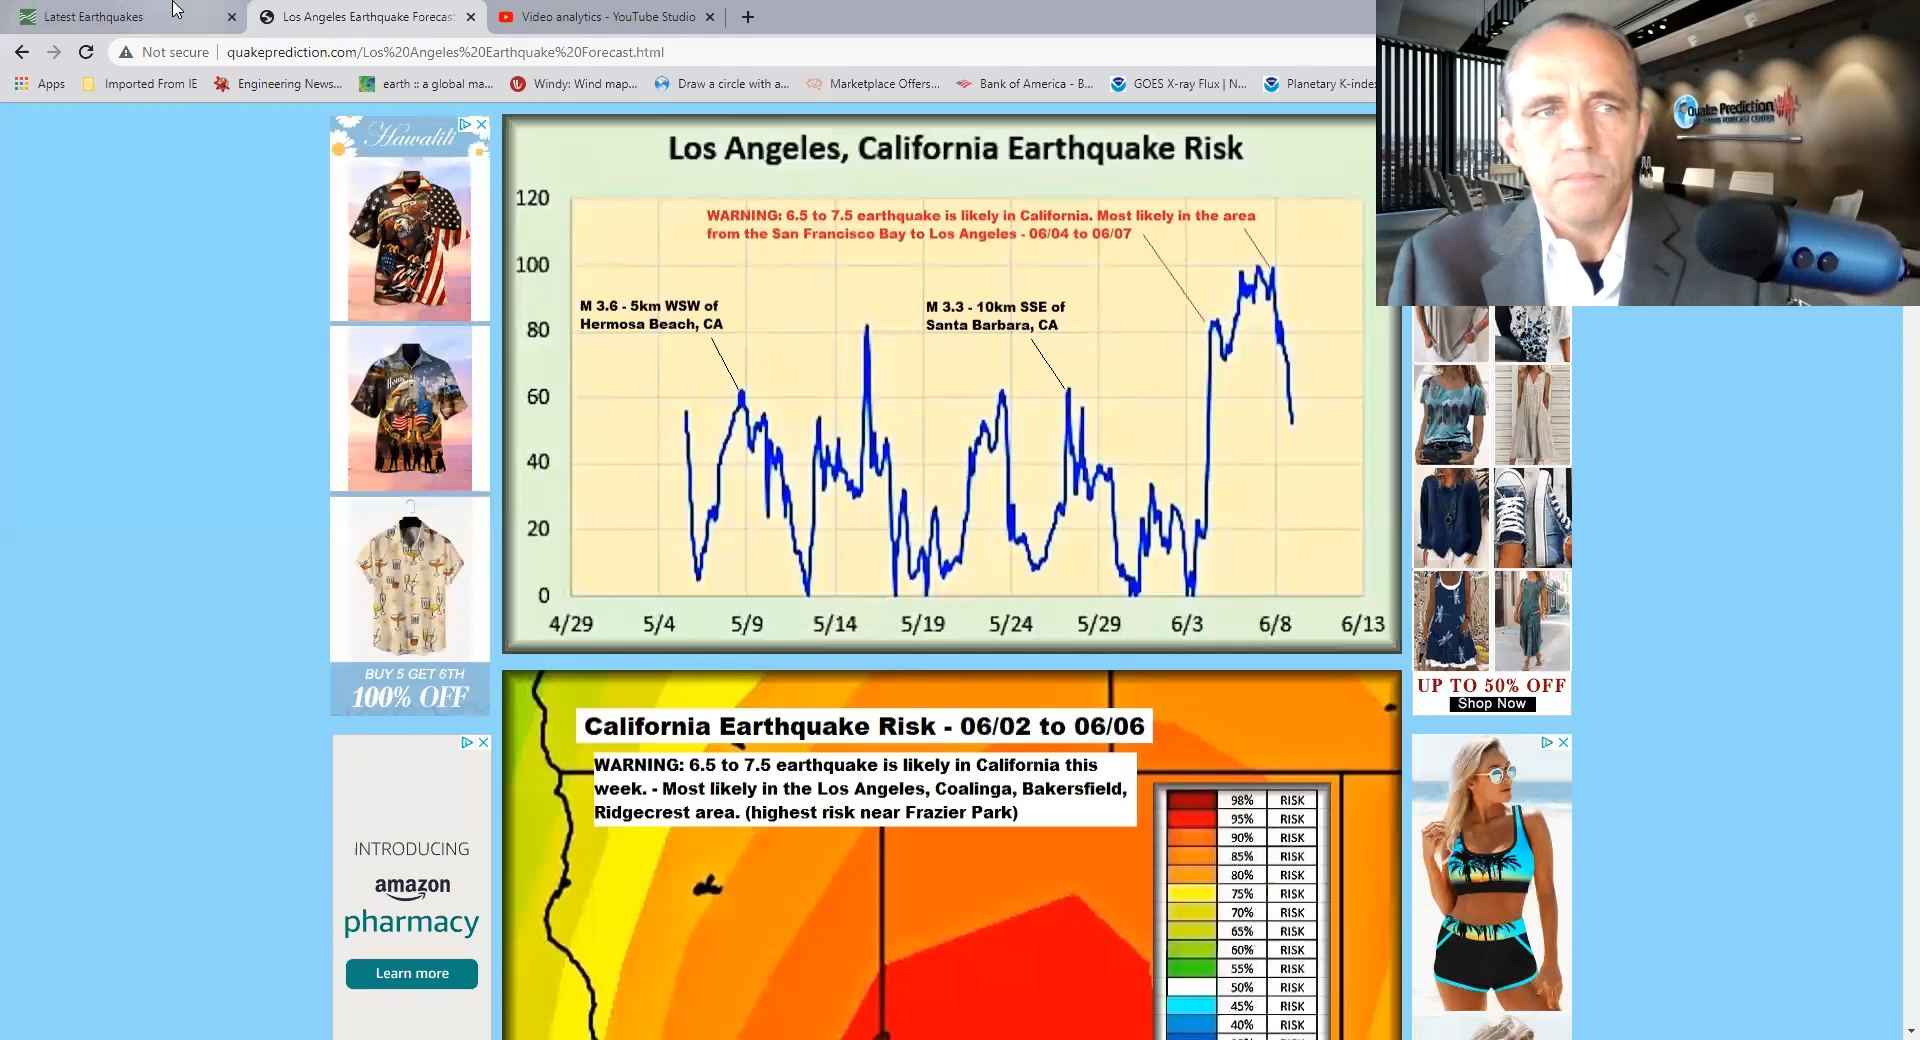 Latest Earthquakes
Los Angeles Earthquake Forecast
Video analytics - YouTube Studio
Not secure
quakeprediction.com/Los%20Angeles%20Earthquake%20Forecast.html
Apps
Imported From IE
Engineering News...
earth :: a global ma...
Windy: Wind map...
Draw a circle with a...
Marketplace Offers...
Bank of America - B...
GOES X-ray Flux | N...
Planetary K-index
Quake Prediction
FORECAST CENTER
Hawalili
BUY 5 GET 6TH
100% OFF
INTRODUCING
amazon
pharmacy
Learn more
Los Angeles, California Earthquake Risk
WARNING: 6.5 to 7.5 earthquake is likely in California. Most likely in the area
from the San Francisco Bay to Los Angeles - 06/04 to 06/07
M 3.6 - 5km WSW of
Hermosa Beach, CA
M 3.3 - 10km SSE of
Santa Barbara, CA
120
100
80
60
40
20
0
4/29
5/4
5/9
5/14
5/19
5/24
5/29
6/3
6/8
6/13
California Earthquake Risk - 06/02 to 06/06
WARNING: 6.5 to 7.5 earthquake is likely in California this
week. - Most likely in the Los Angeles, Coalinga, Bakersfield,
Ridgecrest area. (highest risk near Frazier Park)
98% RISK
95% RISK
90% RISK
85% RISK
80% RISK
75% RISK
70% RISK
65% RISK
60% RISK
55% RISK
50% RISK
45% RISK
40% RISK
UP TO 50% OFF
Shop Now